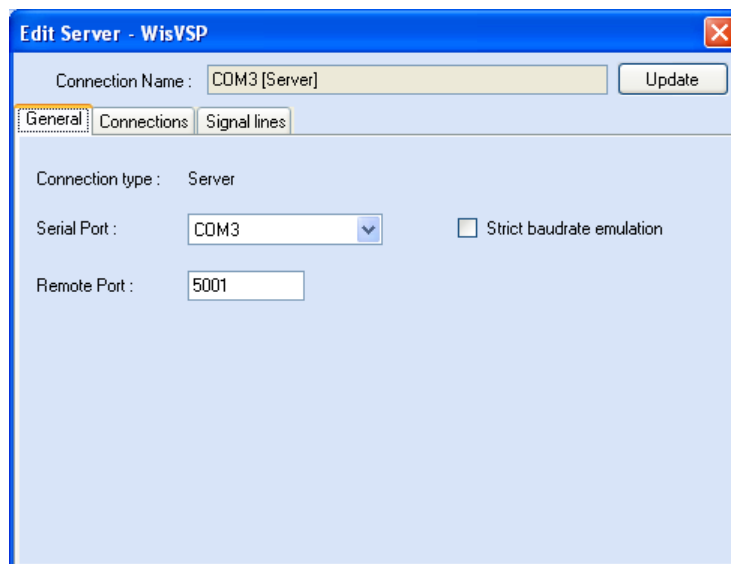 Edit Server - WisVSP
Connection Name : COM3 [Server] Update
General Connections Signal lines
Connection type : Server
Serial Port : COM3 Strict baudrate emulation
Remote Port : 5001